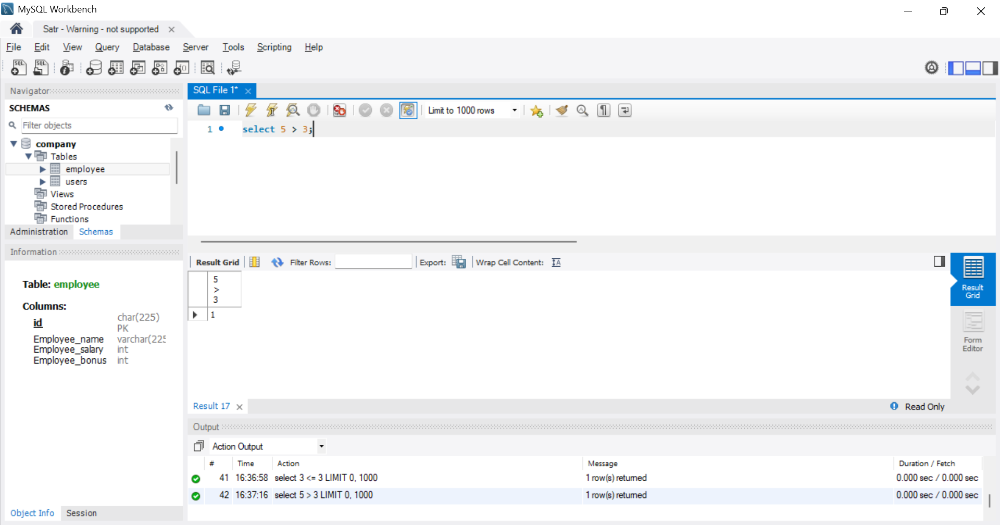 MySQL Workbench
Satr - Warning - not supported
File Edit View Query Database Server Tools Scripting Help
Navigator
SCHEMAS
Filter objects
company
Tables
employee
users
Views
Stored Procedures
Functions
Administration Schemas
Information
Table: employee
Columns:
id char(225) PK
Employee_name varchar(225
Employee_salary int
Employee_bonus int
Object Info Session
SQL File 1*
Limit to 1000 rows
1 select 5 > 3;
Result Grid Filter Rows: Export: Wrap Cell Content:
5
>
3
1
Result
Grid
Form
Editor
Result 17
Read Only
Output
Action Output
# Time Action Message Duration / Fetch
41 16:36:58 select 3 <= 3 LIMIT 0, 1000 1 row(s) returned 0.000 sec / 0.000 sec
42 16:37:16 select 5 > 3 LIMIT 0, 1000 1 row(s) returned 0.000 sec / 0.000 sec